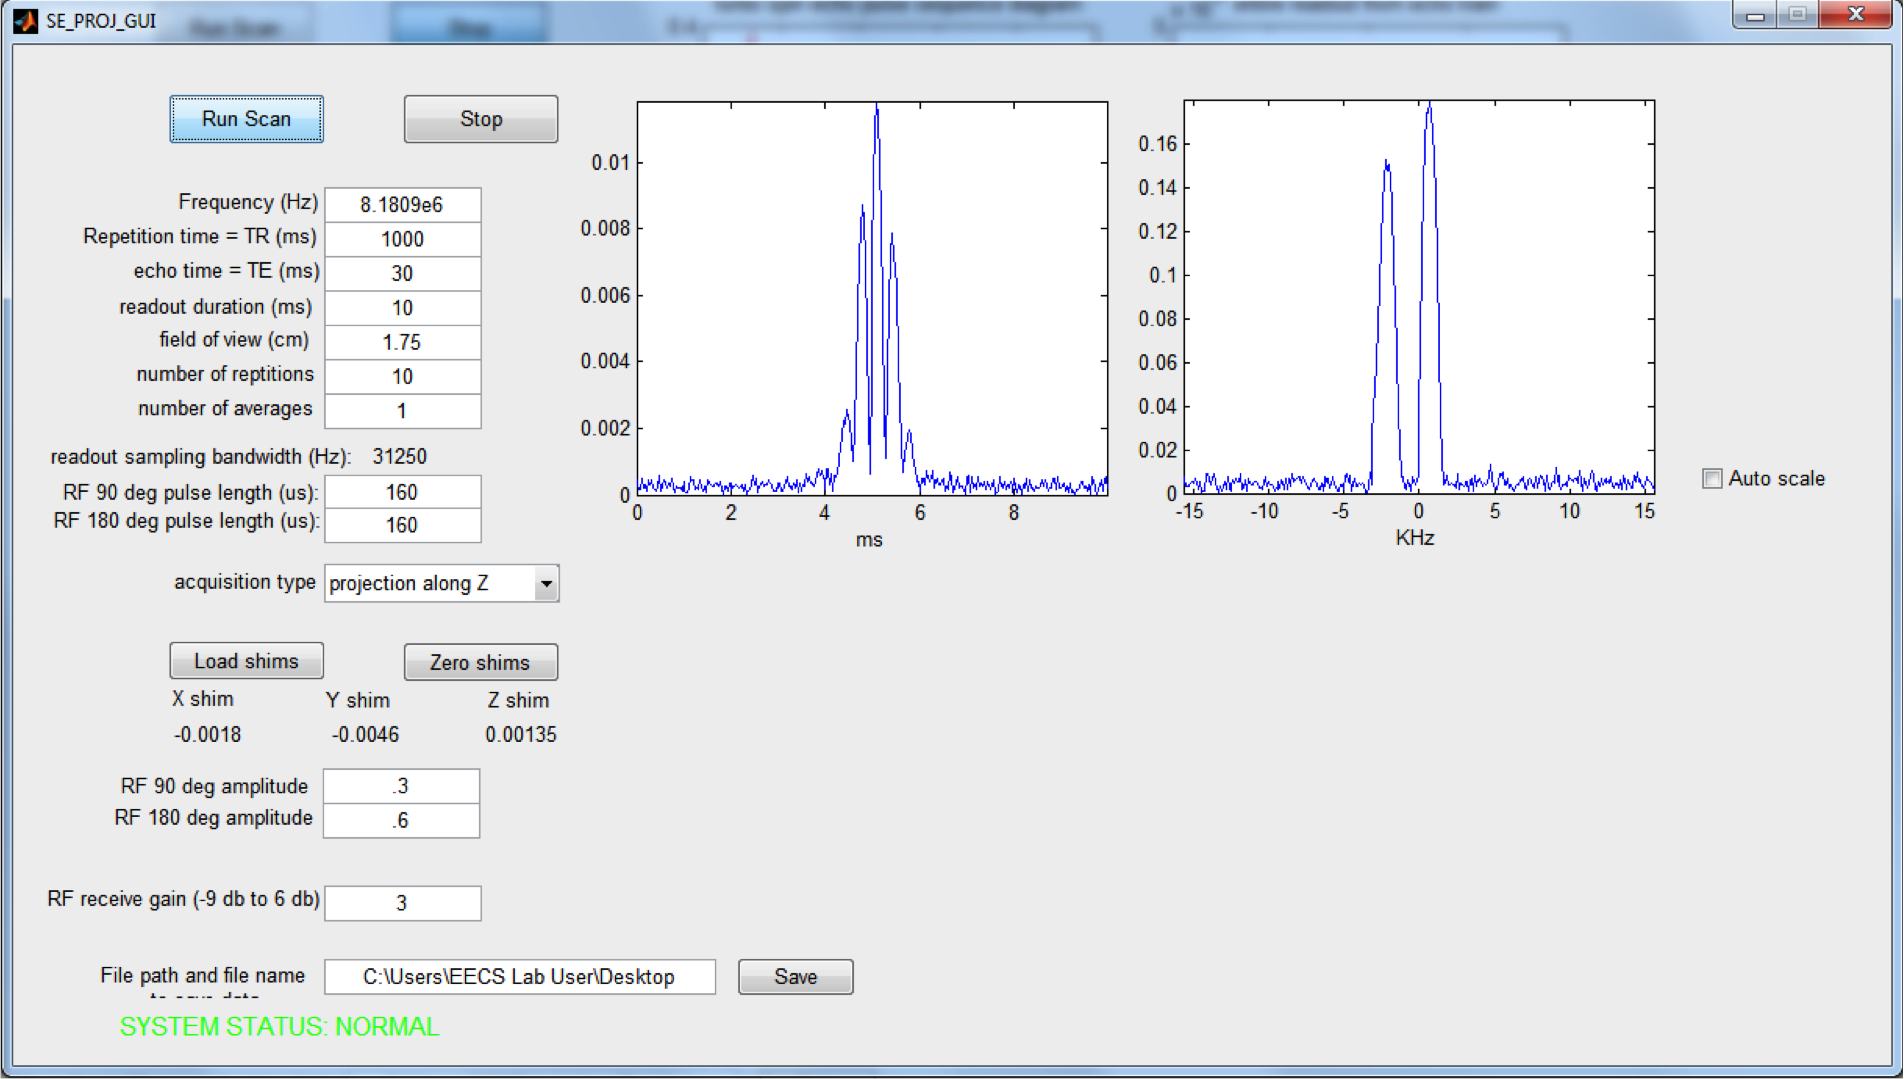 SE_PROJ_GUI
Run Scan
Stop
Run Scan Stop
Frequency (Hz) 8.1809e6
Repetition time = TR (ms) 1000
echo time = TE (ms) 30
readout duration (ms) 10
field of view (cm) 1.75
number of reptitions 10
number of averages 1
readout sampling bandwidth (Hz): 31250
RF 90 deg pulse length (us): 160
RF 180 deg pulse length (us): 160
acquisition type projection along Z
Load shims Zero shims
X shim Y shim Z shim
-0.0018 -0.0046 0.00135
RF 90 deg amplitude .3
RF 180 deg amplitude .6
RF receive gain (-9 db to 6 db) 3
File path and file name C:\Users\EECS Lab User\Desktop Save
to save data
SYSTEM STATUS: NORMAL
0.01
0.008
0.006
0.004
0.002
0
0 2 4 6 8
ms
0.16
0.14
0.12
0.1
0.08
0.06
0.04
0.02
0
-15 -10 -5 0 5 10 15
KHz
Auto scale